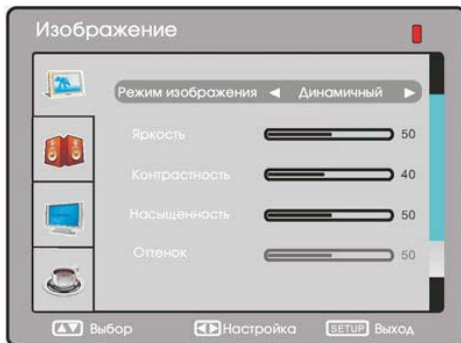 Изображение
Режим изображения Динамичный
Яркость 50
Контрастность 40
Насыщенность 50
Оттенок 50
Выбор Настройка SETUP Выход